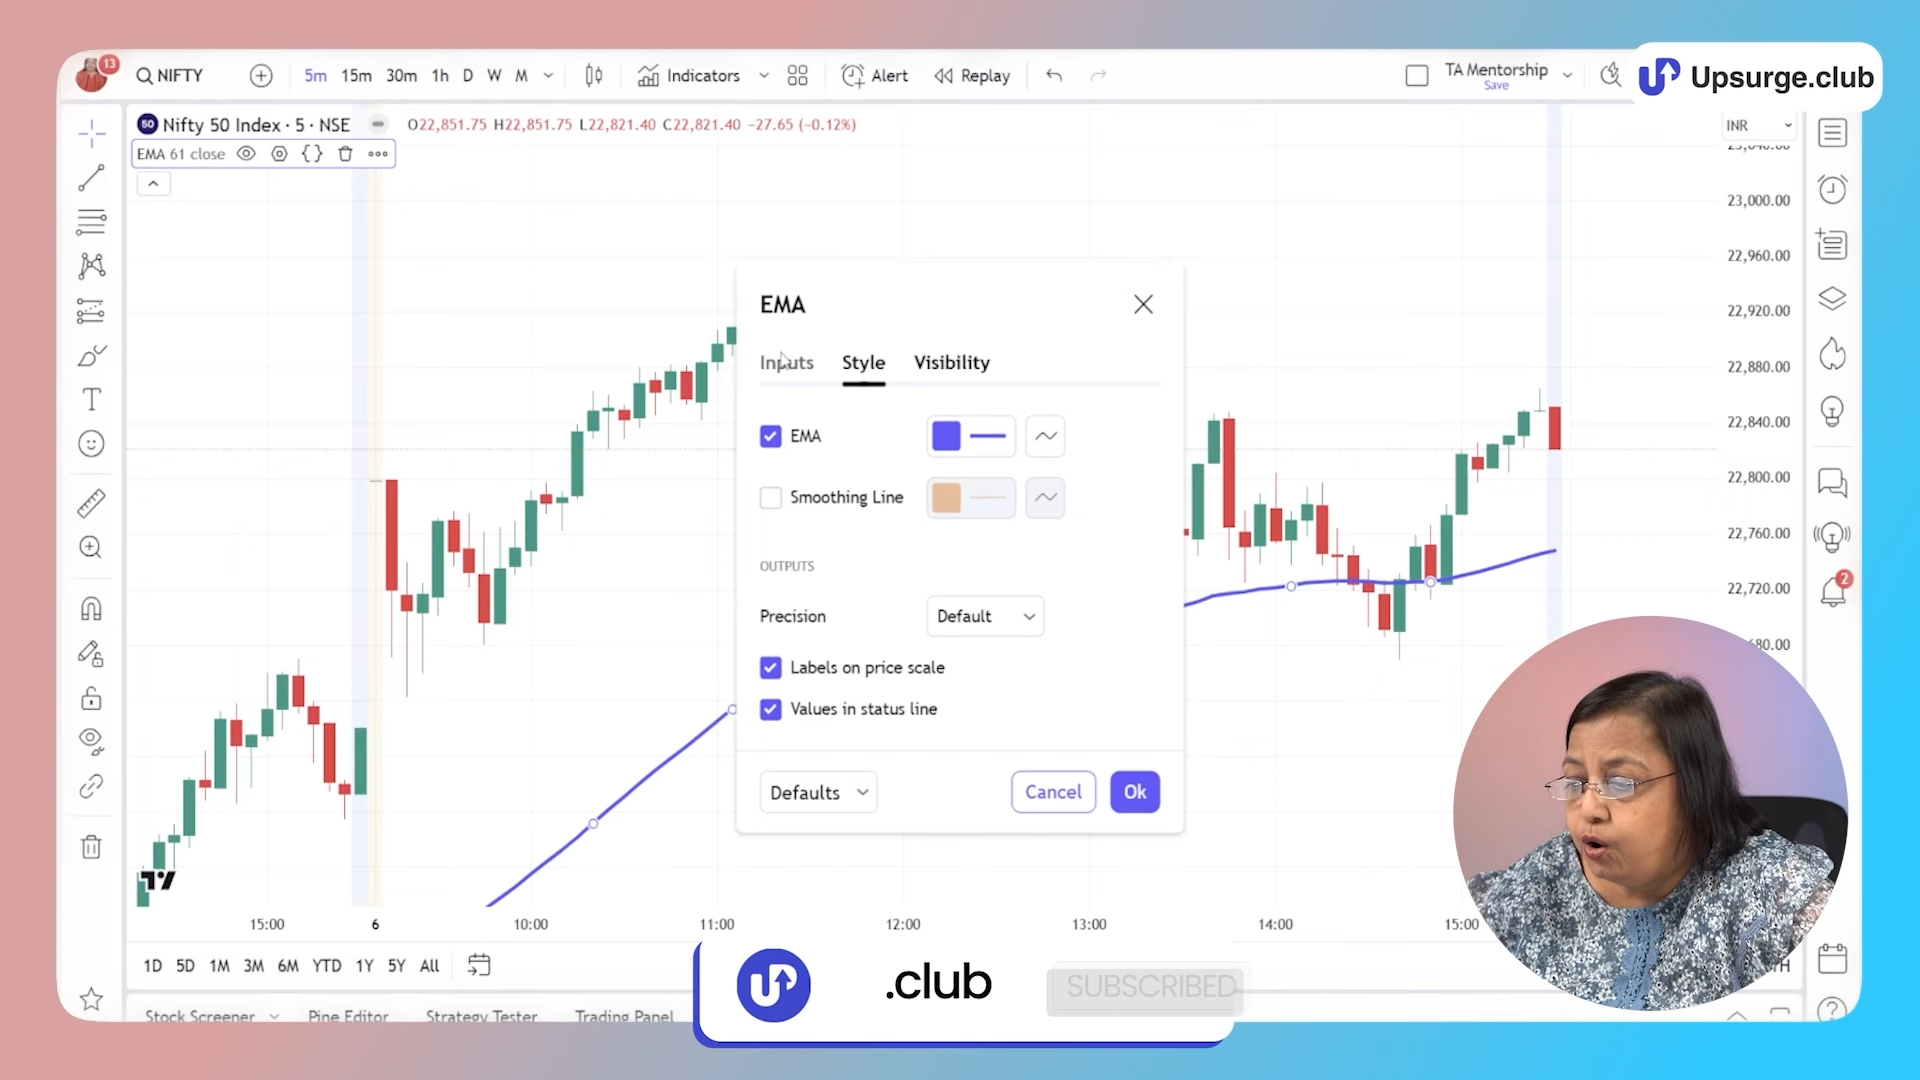 13
NIFTY
5m 15m 30m 1h D W M
Indicators
Alert
Replay
TA Mentorship
Save
Upsurge.club
50 Nifty 50 Index · 5 · NSE
O22,851.75 H22,851.75 L22,821.40 C22,821.40 −27.65 (−0.12%)
INR
EMA 61 close
23,000.00
22,960.00
22,920.00
22,880.00
22,840.00
22,800.00
22,760.00
22,720.00
EMA
Inputs Style Visibility
EMA
Smoothing Line
OUTPUTS
Precision Default
Labels on price scale
Values in status line
Defaults Cancel Ok
2
15:00 6 10:00 11:00 12:00 13:00 14:00 15:00
1D 5D 1M 3M 6M YTD 1Y 5Y All
.club
SUBSCRIBED
Stock Screener Pine Editor Strategy Tester Trading Panel